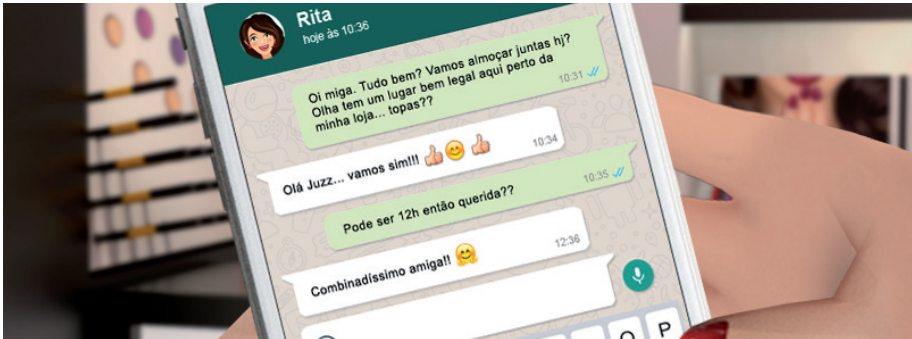 Rita
hoje às 10:36
Oi miga. Tudo bem? Vamos almoçar juntas hj?
Olha tem um lugar bem legal aqui perto da
minha loja... topas??
10:31
Olá Juzz... vamos sim!!! 👍😊👍
10:34
Pode ser 12h então querida??
10:35
Combinadíssimo amiga!! 🤗
12:36
O P